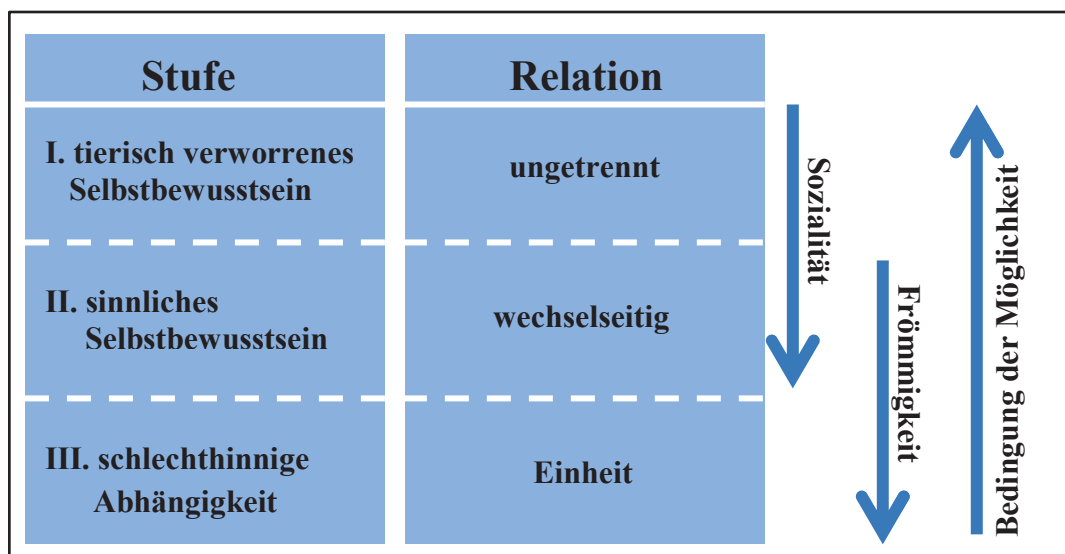 Stufe
Relation
I. tierisch verworrenes
Selbstbewusstsein
ungetrennt
II. sinnliches
Selbstbewusstsein
wechselseitig
III. schlechthinnige
Abhängigkeit
Einheit
Sozialität
Frömmigkeit
Bedingung der Möglichkeit